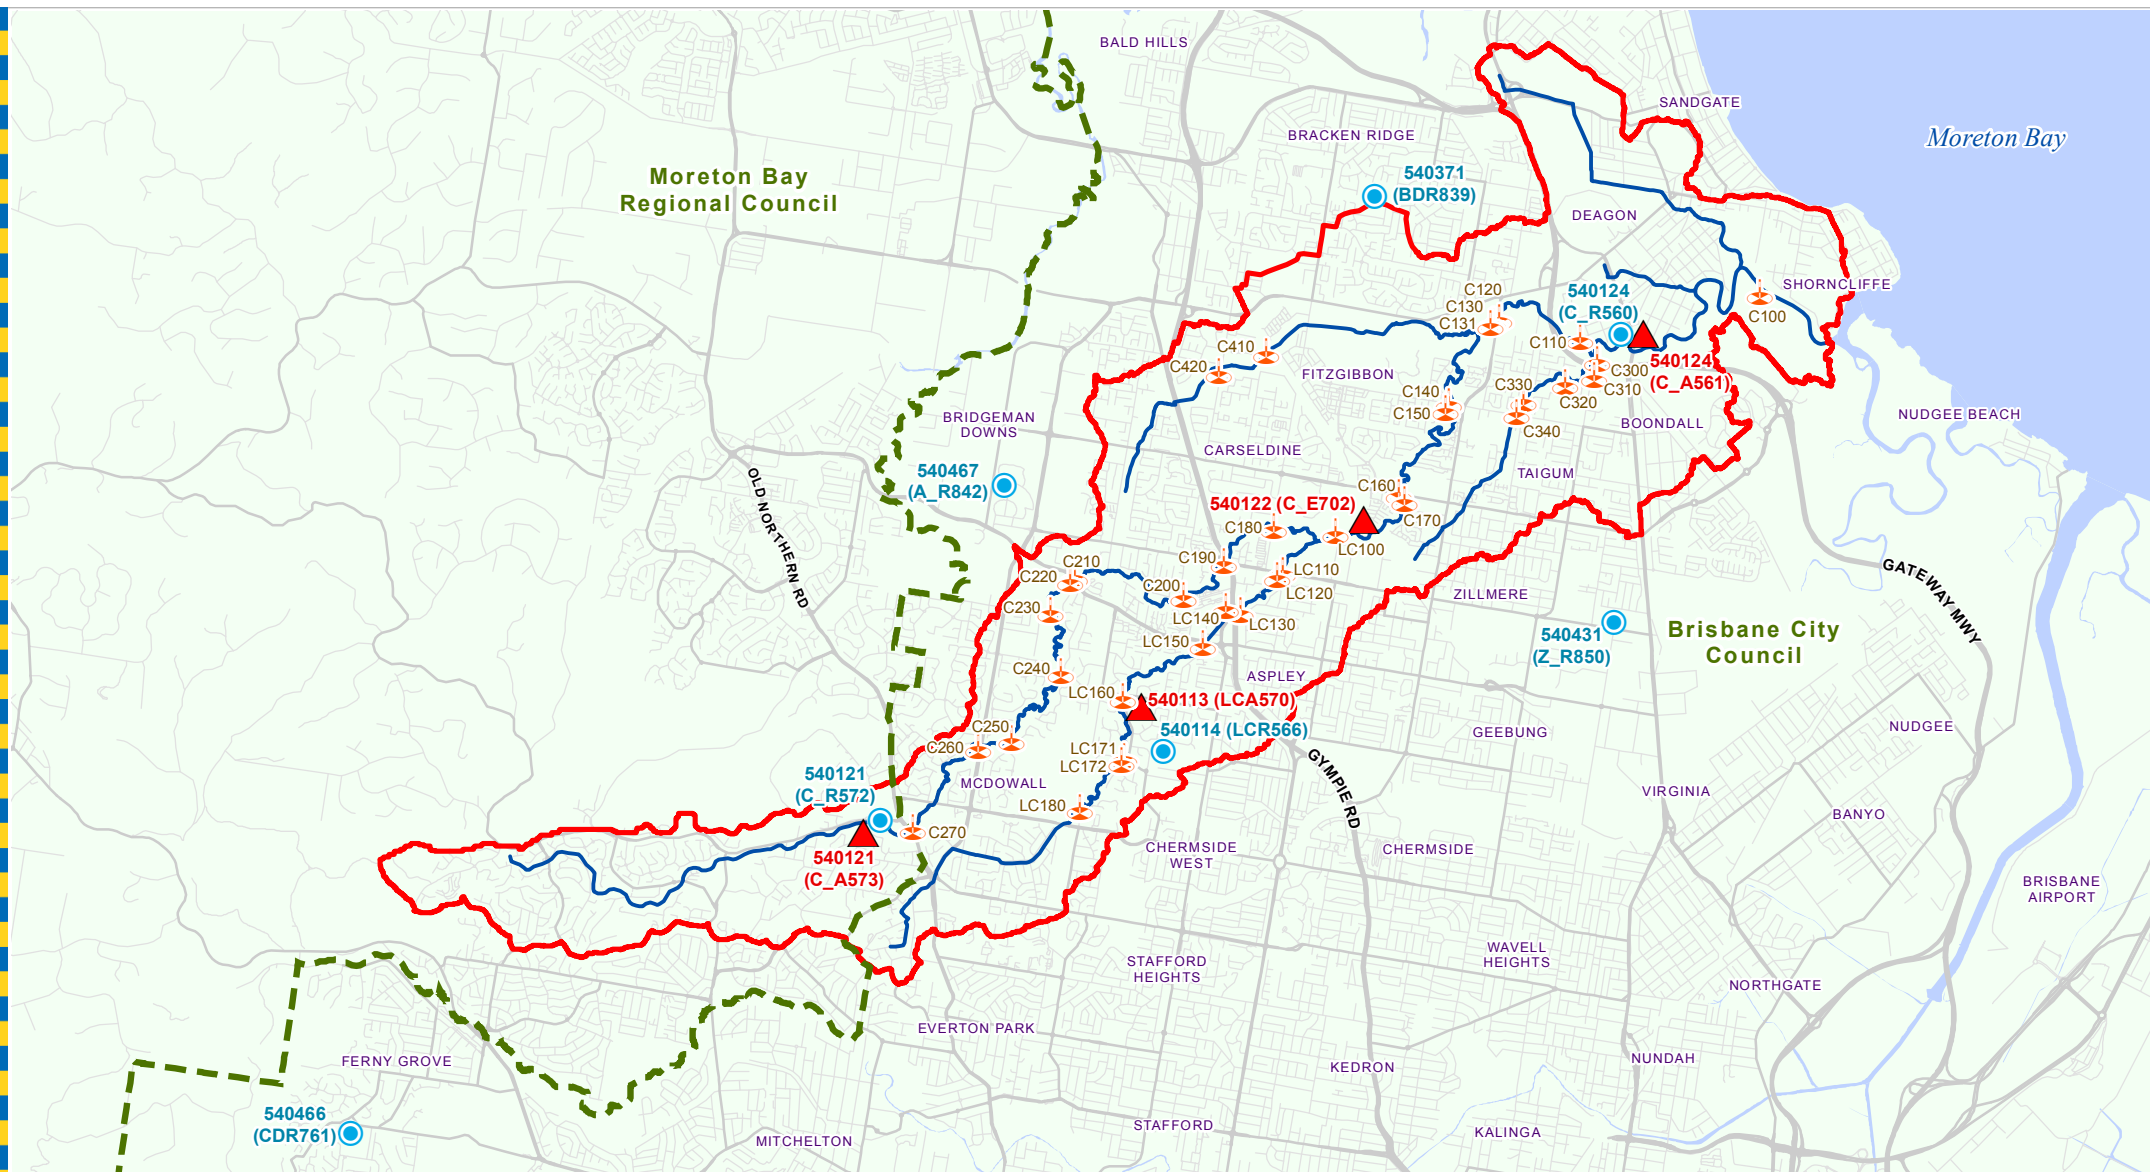 BALD HILLS
SANDGATE
Moreton Bay
BRACKEN RIDGE
Moreton Bay
Regional Council
540371
(BDR839)
DEAGON
SHORNCLIFFE
540124
(C_R560)
C120
C130
C131
C100
C110
C410
C420
FITZGIBBON
540124
(C_A561)
C300
C310
C330
C320
C140
C150
C340
BRIDGEMAN
DOWNS
NUDGEE BEACH
BOONDALL
CARSELDINE
TAIGUM
540467
(A_R842)
OLD NORTHERN RD
C160
540122 (C_E702)
C170
C180
LC100
C190
C210
C220
LC110
C200
LC120
GATEWAY MWY
ZILLMERE
C230
LC140
LC130
540431
(Z_R850)
Brisbane City
Council
LC150
C240
ASPLEY
LC160
540113 (LCA570)
C250
540114 (LCR566)
C260
LC171
LC172
GEEBUNG
NUDGEE
GYMPIE RD
540121
(C_R572)
MCDOWALL
VIRGINIA
LC180
BANYO
C270
540121
(C_A573)
CHERMSIDE
WEST
CHERMSIDE
BRISBANE
AIRPORT
WAVELL
HEIGHTS
STAFFORD
HEIGHTS
NORTHGATE
EVERTON PARK
FERNY GROVE
KEDRON
NUNDAH
540466
(CDR761)
MITCHELTON
STAFFORD
KALINGA